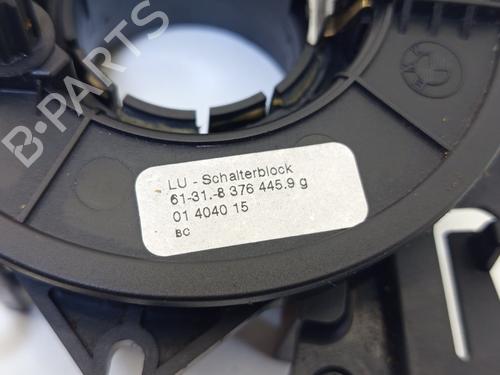 B-PARTS
LU - Schalterblock
61-31.-8 376 445.9 g
01 4040 15
BC